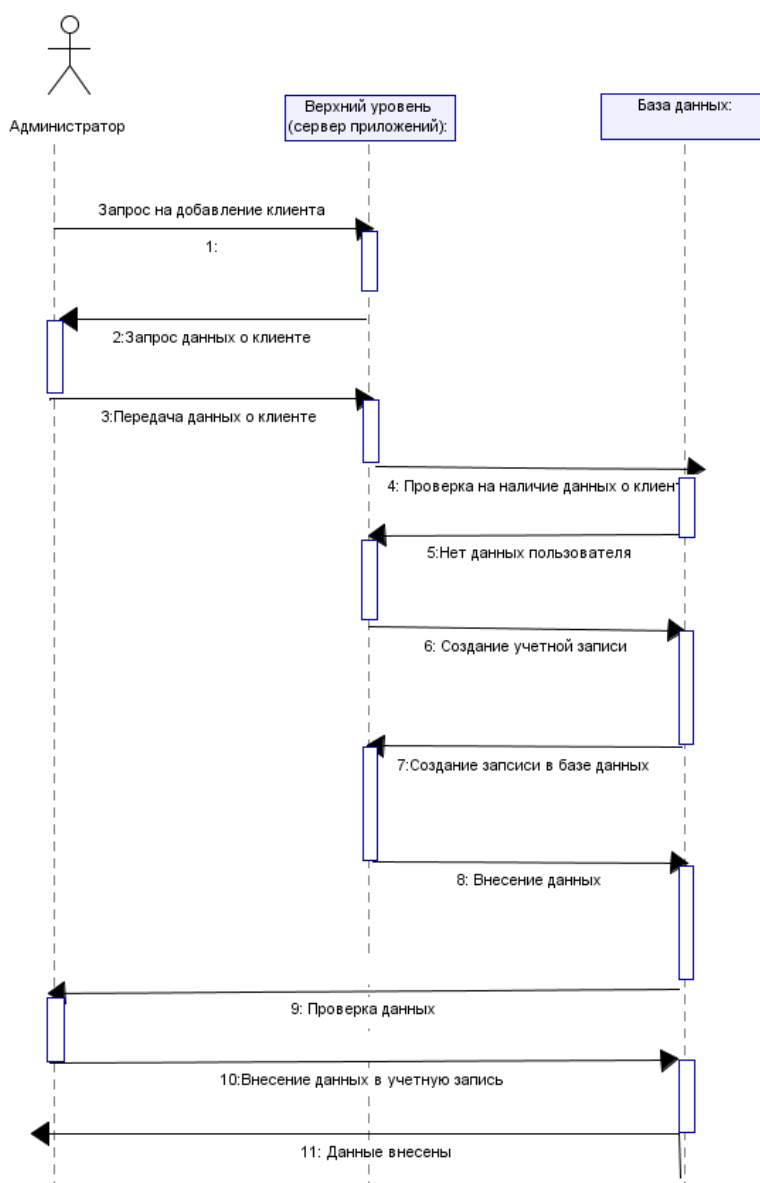 Администратор
Верхний уровень
(сервер приложений):
База данных:
Запрос на добавление клиента
1:
2:Запрос данных о клиенте
3:Передача данных о клиенте
4: Проверка на наличие данных о клиент
5:Нет данных пользователя
6: Создание учетной записи
7:Создание запсиси в базе данных
8: Внесение данных
9: Проверка данных
10:Внесение данных в учетную запись
11: Данные внесены